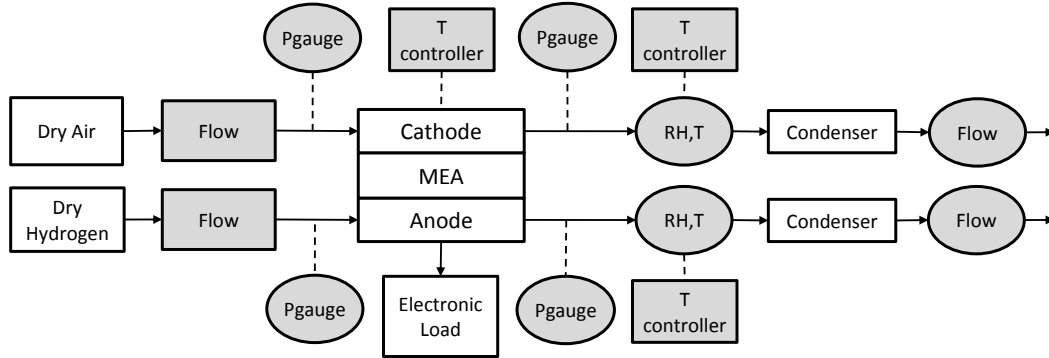 Pgauge
T
controller
Pgauge
T
controller
Dry Air
Flow
Cathode
RH,T
Condenser
Flow
MEA
Dry
Hydrogen
Flow
Anode
RH,T
Condenser
Flow
Pgauge
Electronic
Load
Pgauge
T
controller